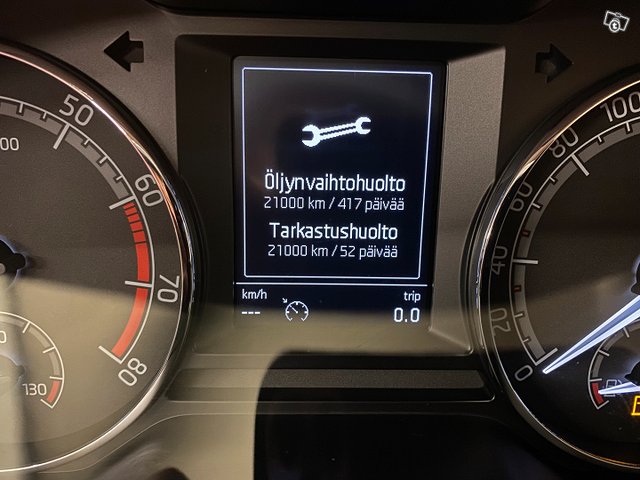 Öljynvaihtohuolto
21000 km / 417 päivää
Tarkastushuolto
21000 km / 52 päivää
km/h
trip
---
0.0
50
60
70
80
130
100
80
60
40
20
0